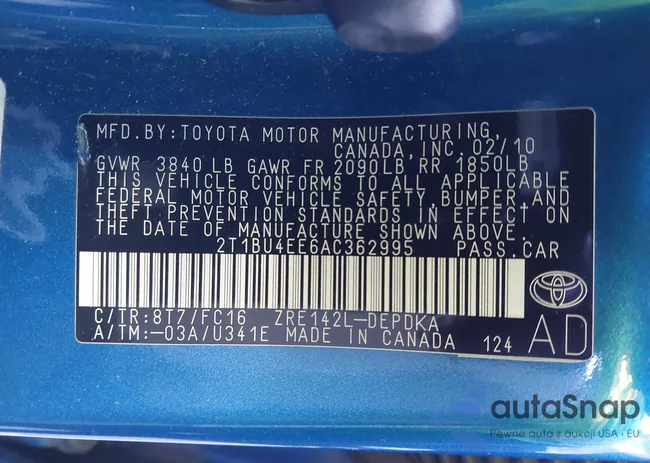 MFD. BY: TOYOTA MOTOR MANUFACTURING,
CANADA, INC. 02/10
GVWR 3840 LB GAWR FR 2090LB RR 1850LB
THIS VEHICLE CONFORMS TO ALL APPLICABLE
FEDERAL MOTOR VEHICLE SAFETY, BUMPER, AND
THEFT PREVENTION STANDARDS IN EFFECT ON
THE DATE OF MANUFACTURE SHOWN ABOVE.
2T1BU4EE6AC362995 PASS. CAR
C/TR: 8T7/FC16 ZRE142L-DEPDKA
A/TM: -03A/U341E MADE IN CANADA 124 AD
autaSnap
Pewne auta z aukcji USA i EU